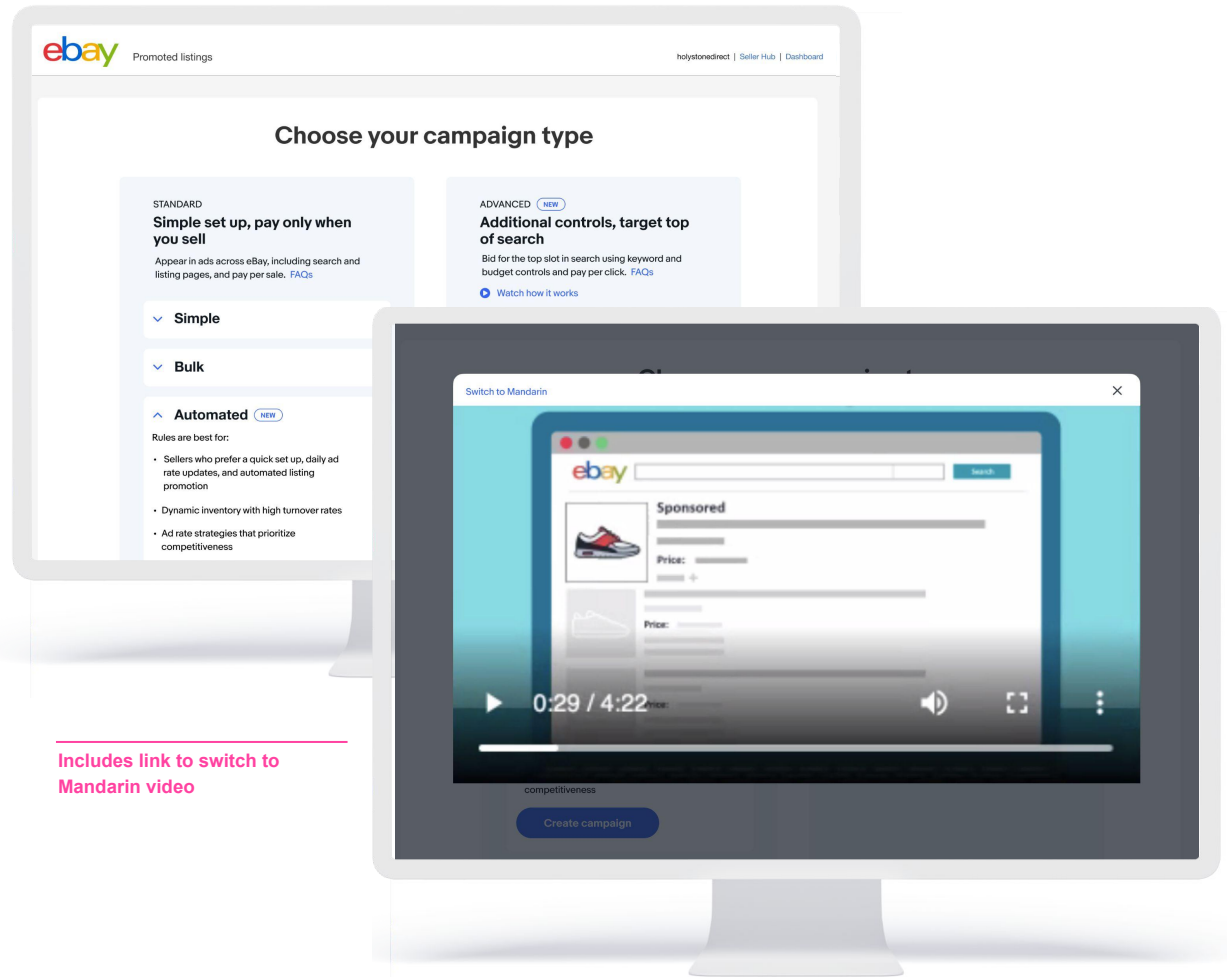 ebay
Promoted listings
holystonedirect | Seller Hub | Dashboard
Choose your campaign type
STANDARD
Simple set up, pay only when
you sell
Appear in ads across eBay, including search and
listing pages, and pay per sale. FAQs
Simple
Bulk
Automated NEW
Rules are best for:
• Sellers who prefer a quick set up, daily ad
rate updates, and automated listing
promotion
• Dynamic inventory with high turnover rates
• Ad rate strategies that prioritize
competitiveness
ADVANCED NEW
Additional controls, target top
of search
Bid for the top slot in search using keyword and
budget controls and pay per click. FAQs
Watch how it works
Switch to Mandarin
ebay
Search
Sponsored
Price:
Price:
Price:
0:29 / 4:22
competitiveness
Create campaign
Includes link to switch to
Mandarin video